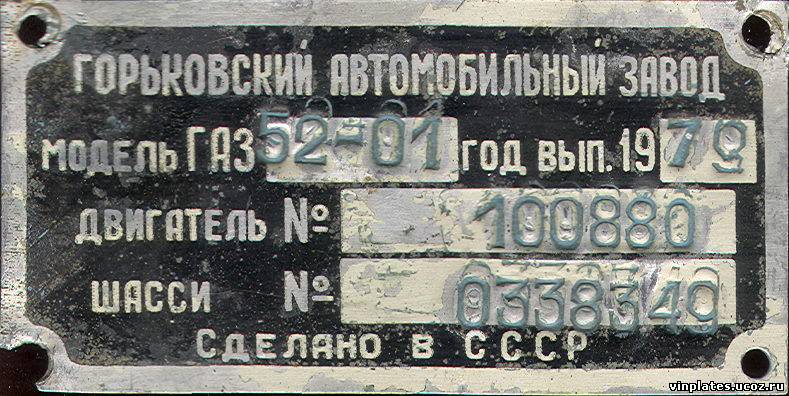 ГОРЬКОВСКИЙ АВТОМОБИЛЬНЫЙ ЗАВОД
МОДЕЛЬ ГАЗ 52-01 ГОД ВЫП. 1979
ДВИГАТЕЛЬ № 100880
ШАССИ № 0338349
СДЕЛАНО В СССР
vinplates.ucoz.ru